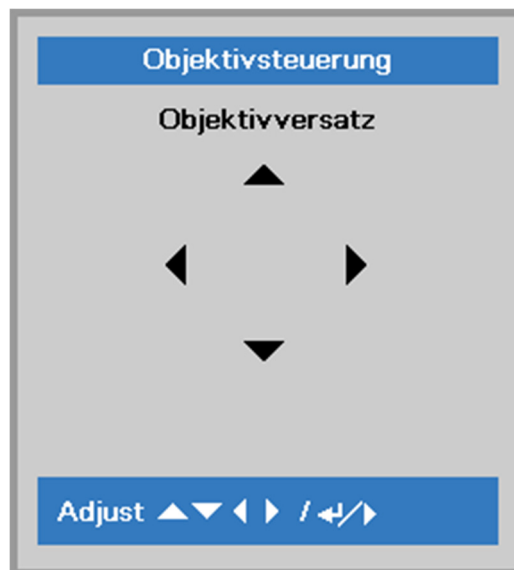 Objektivsteuerung
Objektivversatz
Adjust ▲▼◀▶ / ↵/▶